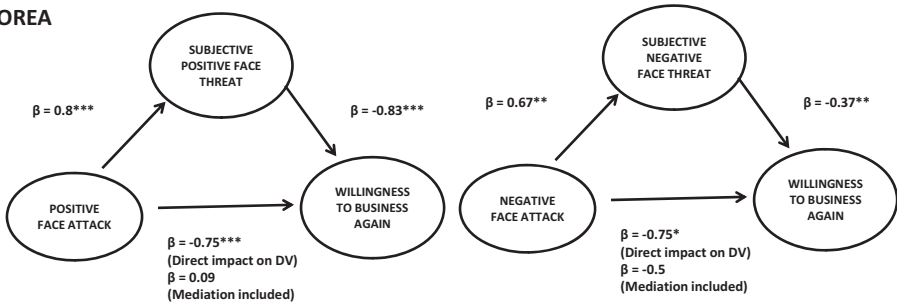 OREA
SUBJECTIVE
POSITIVE FACE
THREAT
β = 0.8***
β = -0.83***
POSITIVE
FACE ATTACK
WILLINGNESS
TO BUSINESS
AGAIN
β = -0.75***
(Direct impact on DV)
β = 0.09
(Mediation included)
SUBJECTIVE
NEGATIVE
FACE THREAT
β = 0.67**
β = -0.37**
NEGATIVE
FACE ATTACK
WILLINGNESS
TO BUSINESS
AGAIN
β = -0.75*
(Direct impact on DV)
β = -0.5
(Mediation included)